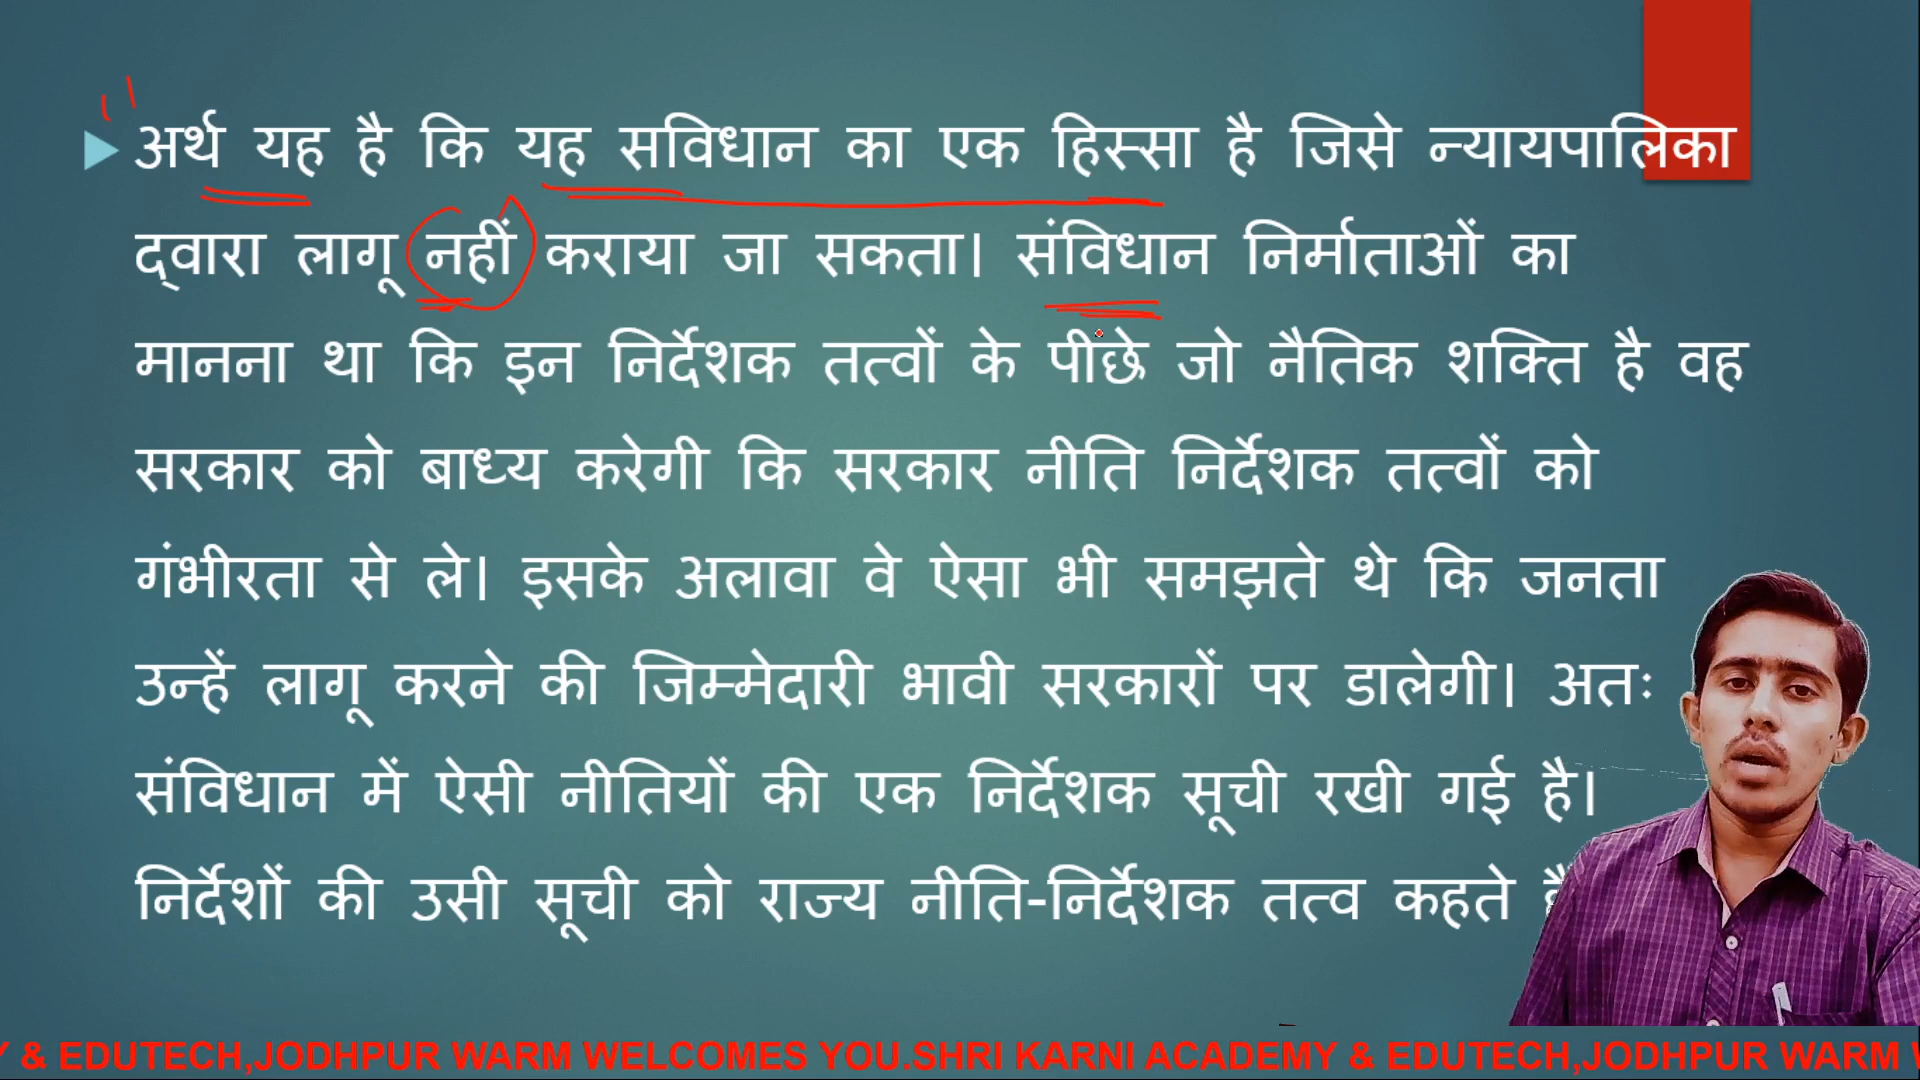 अर्थ यह है कि यह सविधान का एक हिस्सा है जिसे न्यायपालिका
द्वारा लागू नहीं कराया जा सकता। संविधान निर्माताओं का
मानना था कि इन निर्देशक तत्वों के पीछे जो नैतिक शक्ति है वह
सरकार को बाध्य करेगी कि सरकार नीति निर्देशक तत्वों को
गंभीरता से ले। इसके अलावा वे ऐसा भी समझते थे कि जनता
उन्हें लागू करने की जिम्मेदारी भावी सरकारों पर डालेगी। अतः
संविधान में ऐसी नीतियों की एक निर्देशक सूची रखी गई है।
निर्देशों की उसी सूची को राज्य नीति-निर्देशक तत्व कहते
Y & EDUTECH,JODHPUR WARM WELCOMES YOU.SHRI KARNI ACADEMY & EDUTECH,JODHPUR WARM